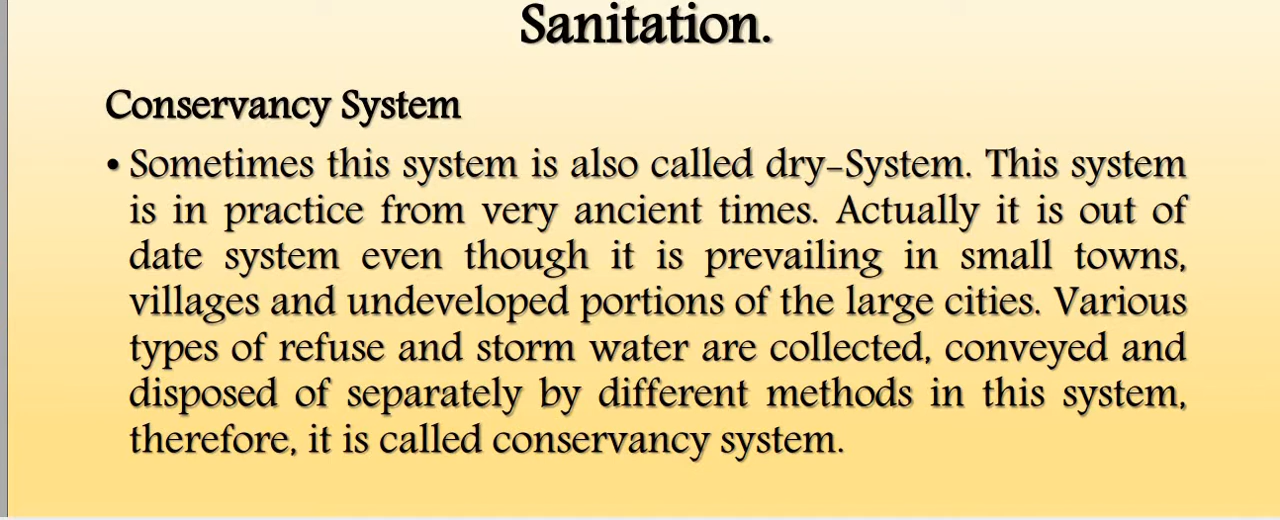 Sanitation.
Conservancy System
• Sometimes this system is also called dry-System. This system
is in practice from very ancient times. Actually it is out of
date system even though it is prevailing in small towns,
villages and undeveloped portions of the large cities. Various
types of refuse and storm water are collected, conveyed and
disposed of separately by different methods in this system,
therefore, it is called conservancy system.